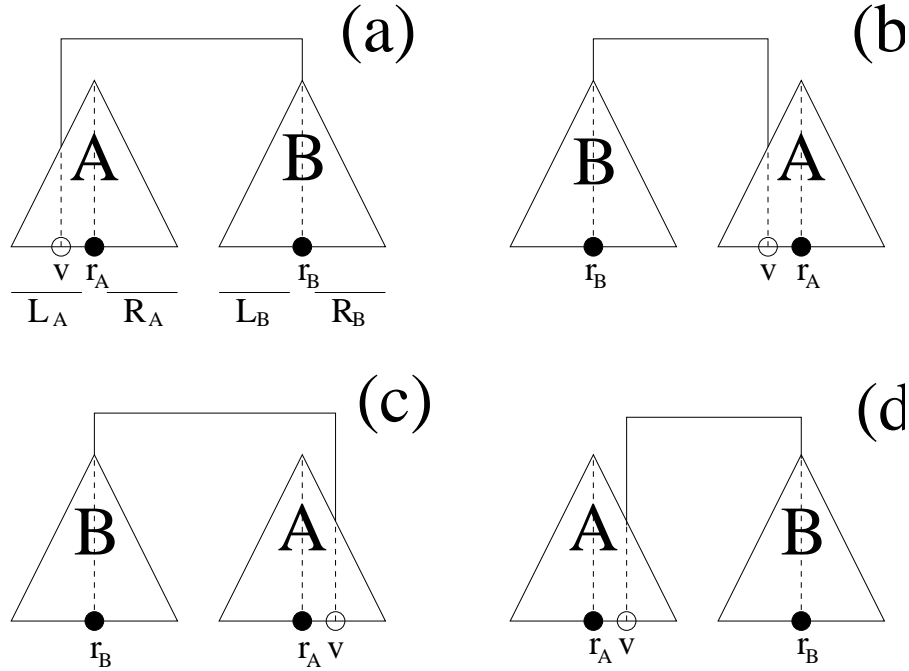 (a) (b
A B B A
v r_A r_B r_B v r_A
L_A R_A L_B R_B
(c) (d
B A A B
r_B r_A v r_A v r_B